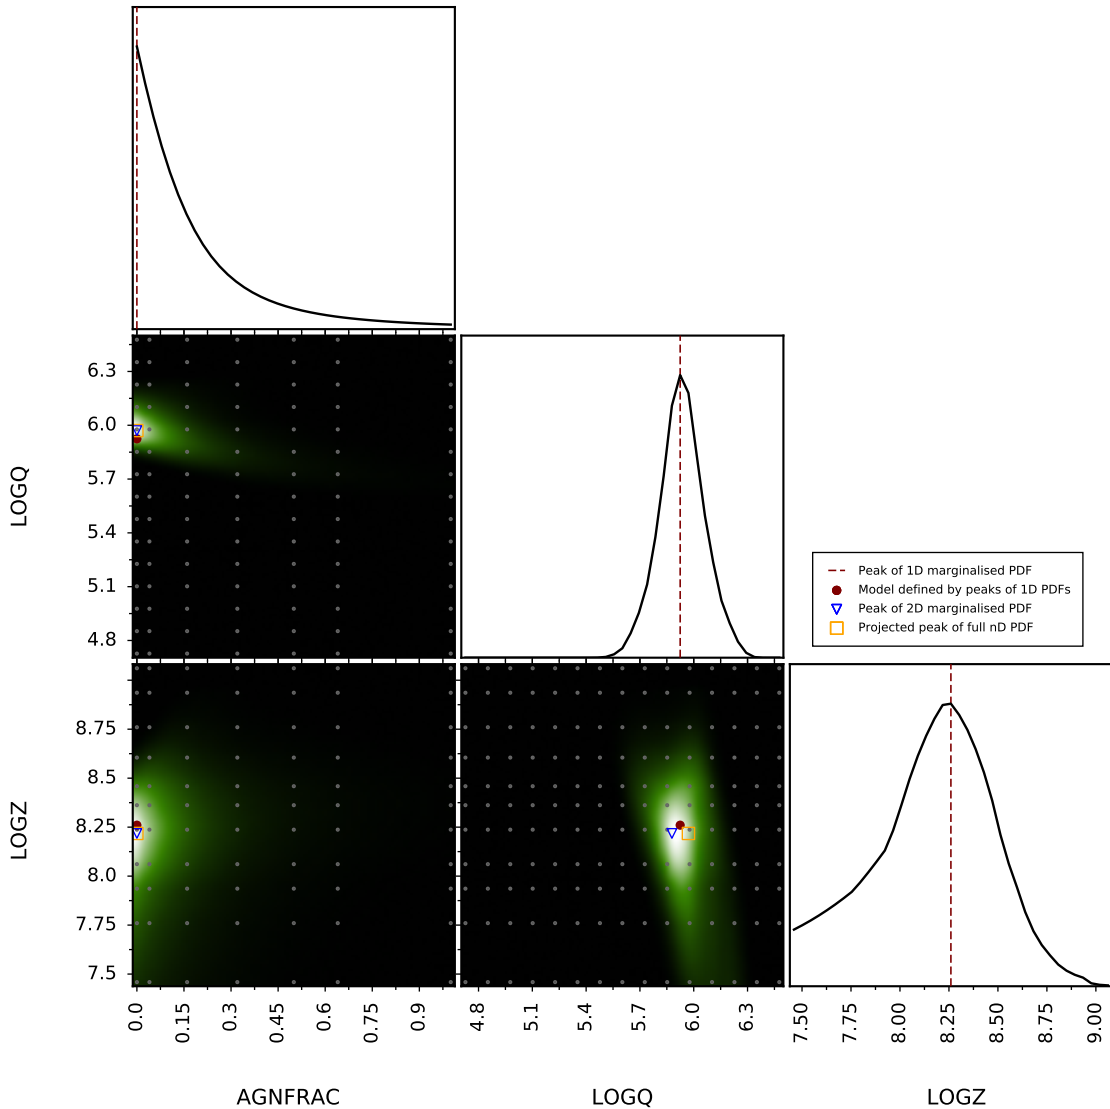 6.3
6.0
5.7
5.4
5.1
4.8
LOGQ
Peak of 1D marginalised PDF
Model defined by peaks of 1D PDFs
Peak of 2D marginalised PDF
Projected peak of full nD PDF
8.75
8.5
8.25
8.0
7.75
7.5
LOGZ
0.0 0.15 0.3 0.45 0.6 0.75 0.9
4.8 5.1 5.4 5.7 6.0 6.3
7.50 7.75 8.00 8.25 8.50 8.75 9.00
AGNFRAC
LOGQ
LOGZ